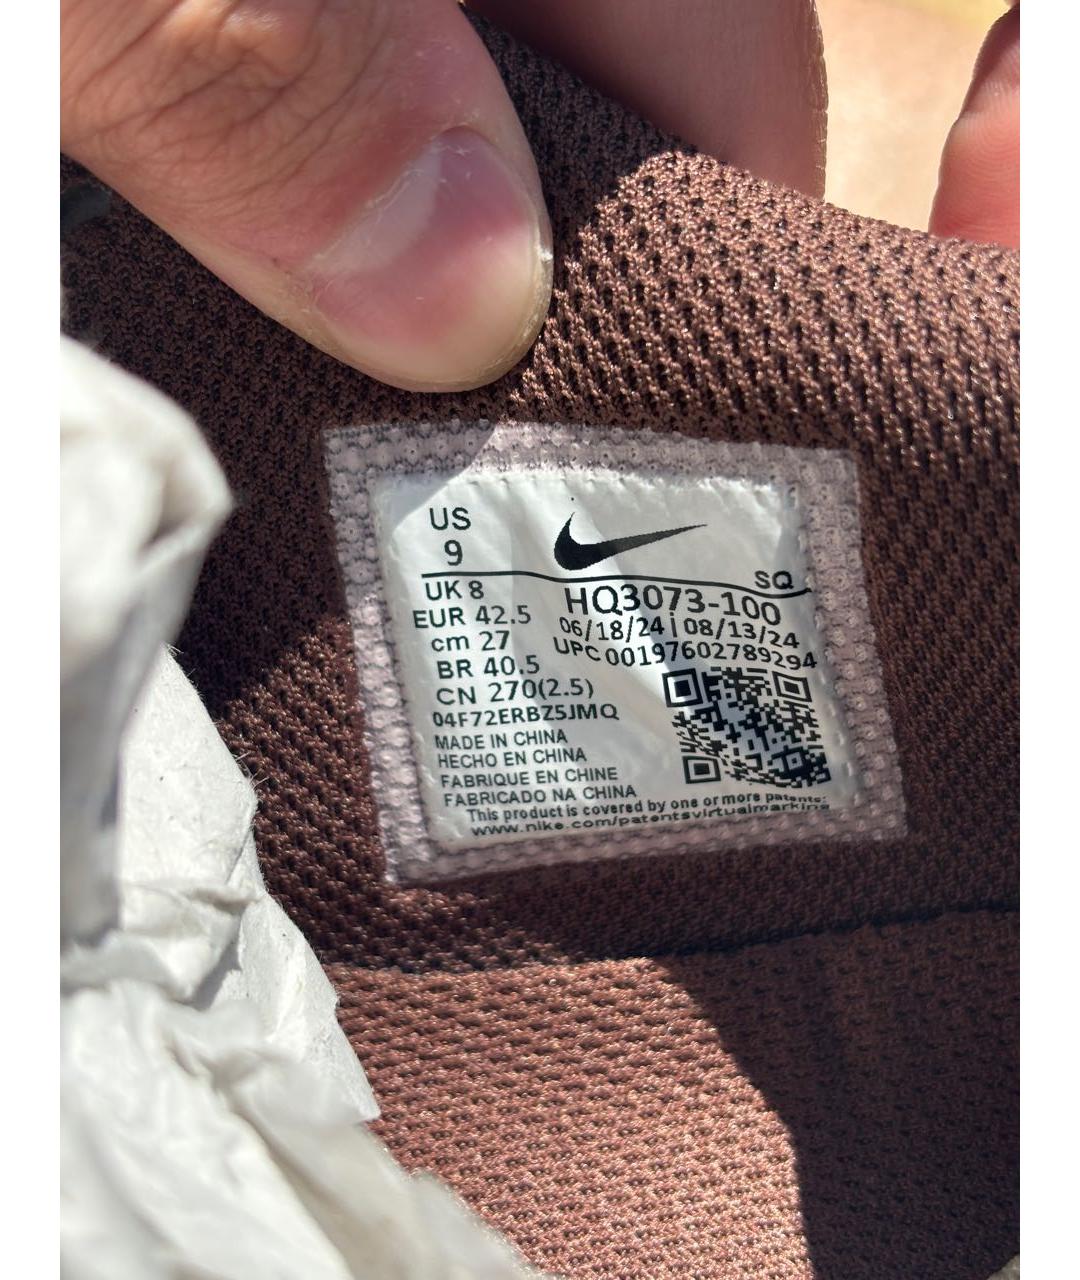 US
9
SQ
UK 8
HQ3073-100
EUR 42.5
06/18/24 | 08/13/24
cm 27
UPC 00197602789294
BR 40.5
CN 270(2.5)
04F72ERBZ5JMQ
MADE IN CHINA
HECHO EN CHINA
FABRIQUE EN CHINE
FABRICADO NA CHINA
This product is covered by one or more patents:
www.nike.com/patentsvirtualmarking